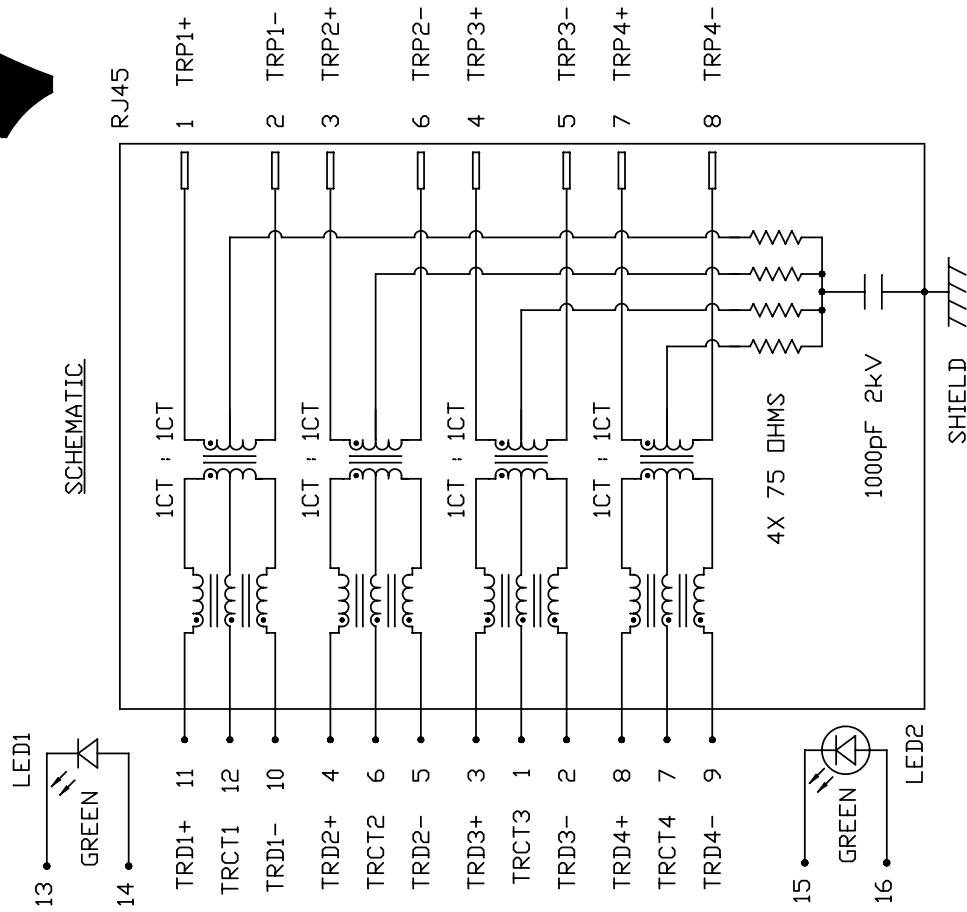 SCHEMATIC
RJ45
1 TRP1+
2 TRP1-
3 TRP2+
6 TRP2-
4 TRP3+
5 TRP3-
7 TRP4+
8 TRP4-
1CT : 1CT
1CT : 1CT
1CT : 1CT
1CT : 1CT
4X 75 OHMS
1000pF 2kV
SHIELD
TRD1+ 11
TRCT1 12
TRD1- 10
TRD2+ 4
TRCT2 6
TRD2- 5
TRD3+ 3
TRCT3 1
TRD3- 2
TRD4+ 8
TRCT4 7
TRD4- 9
LED1
GREEN
13
14
LED2
GREEN
15
16